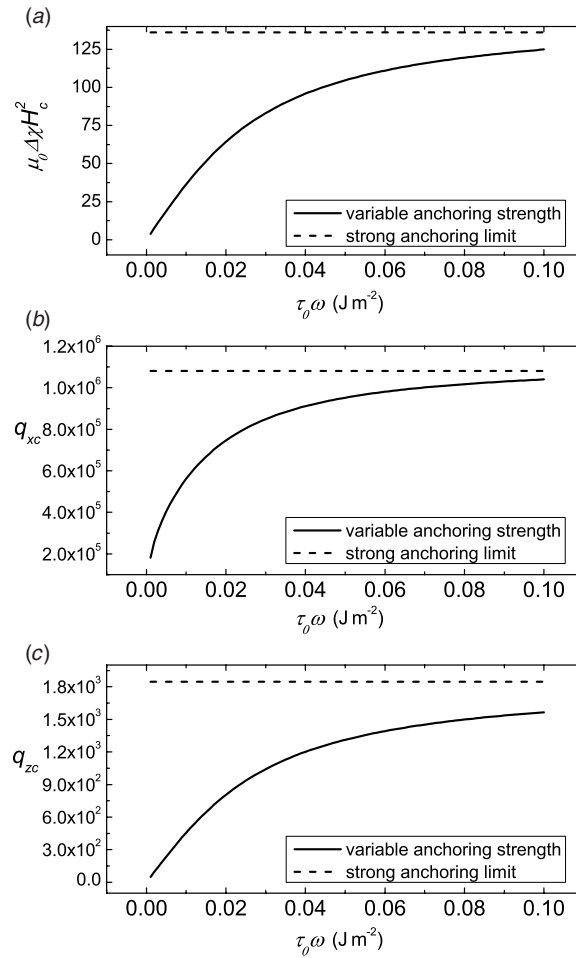 (a)
125
100
75
50
25
0
μ₀ΔχH²c
0.00 0.02 0.04 0.06 0.08 0.10
τ₀ω (J m⁻²)
variable anchoring strength
strong anchoring limit
(b)
1.2x10⁶
1.0x10⁶
8.0x10⁵
6.0x10⁵
4.0x10⁵
2.0x10⁵
qxc
0.00 0.02 0.04 0.06 0.08 0.10
τ₀ω (J m⁻²)
variable anchoring strength
strong anchoring limit
(c)
1.8x10³
1.5x10³
1.2x10³
9.0x10²
6.0x10²
3.0x10²
0.0
qzc
0.00 0.02 0.04 0.06 0.08 0.10
τ₀ω (J m⁻²)
variable anchoring strength
strong anchoring limit